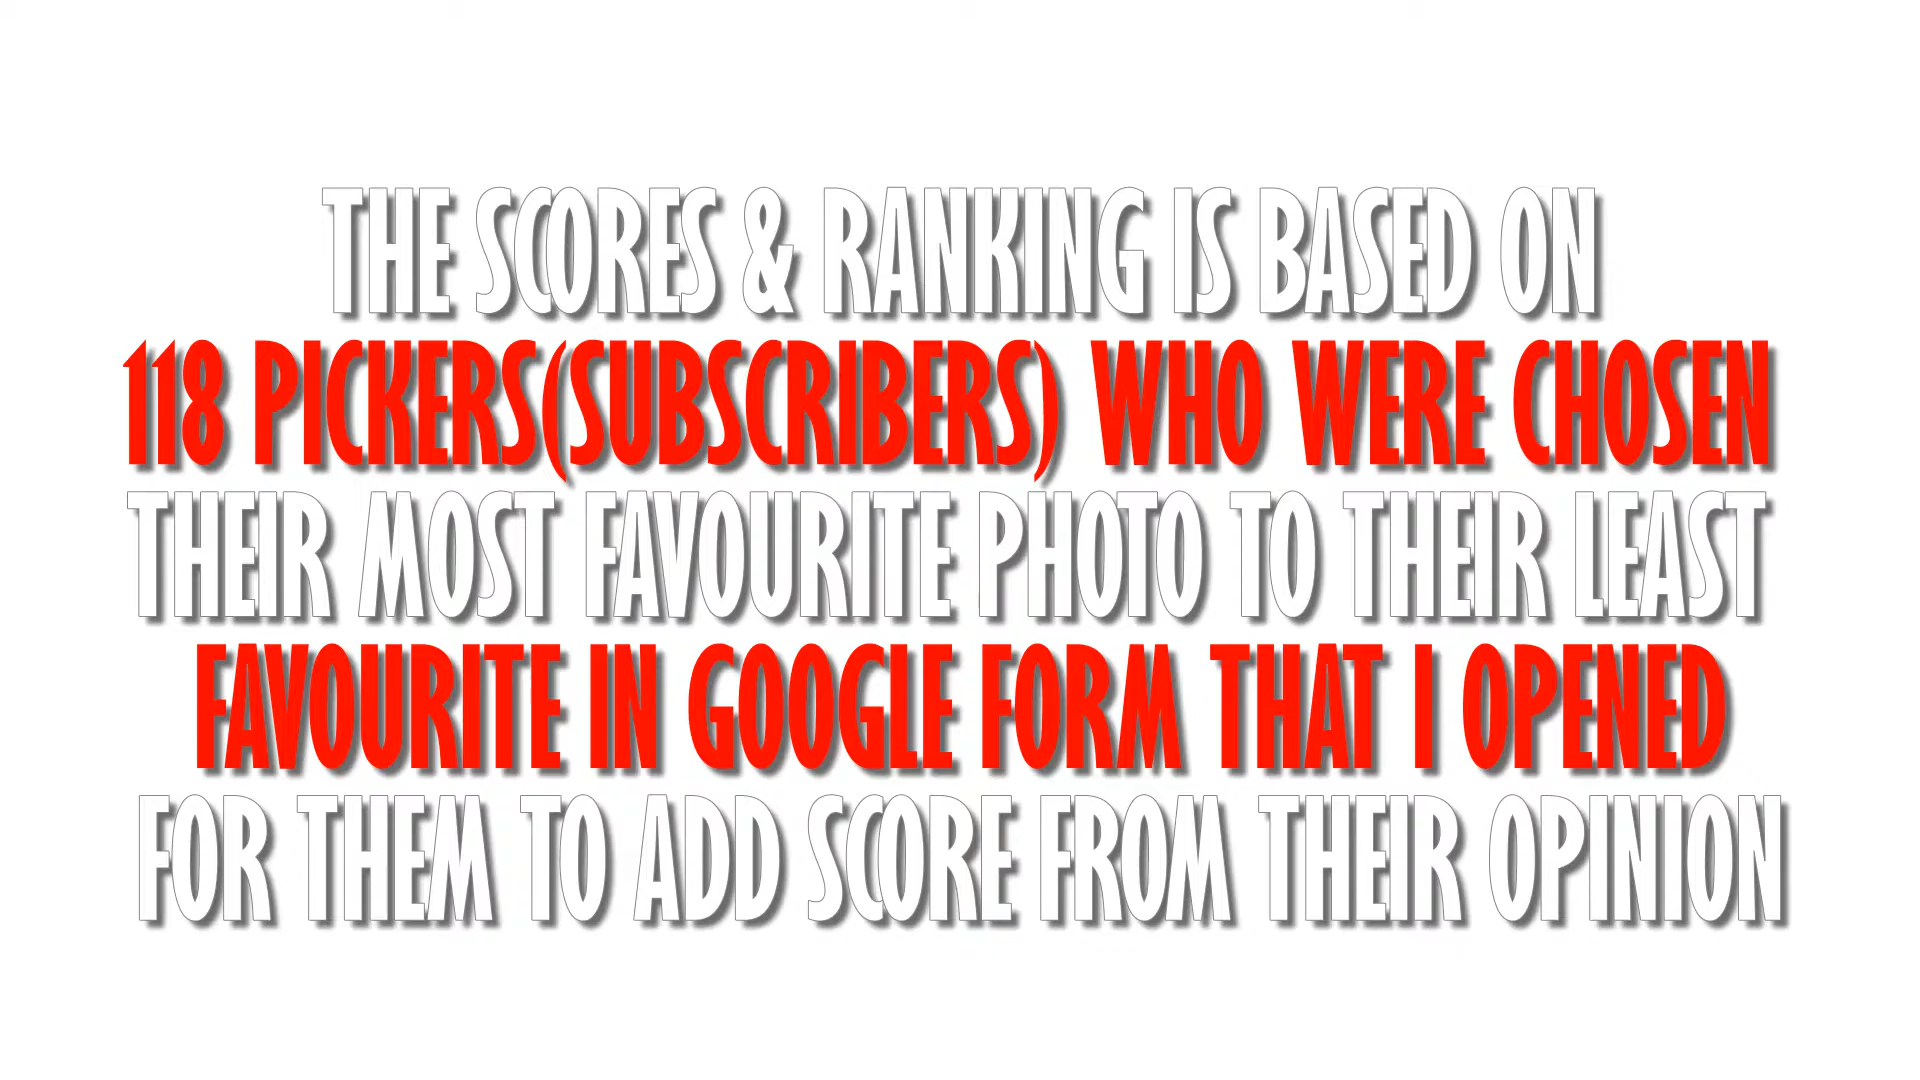 THE SCORES & RANKING IS BASED ON
118 PICKERS(SUBSCRIBERS) WHO WERE CHOSEN
THEIR MOST FAVOURITE PHOTO TO THEIR LEAST
FAVOURITE IN GOOGLE FORM THAT I OPENED
FOR THEM TO ADD SCORE FROM THEIR OPINION